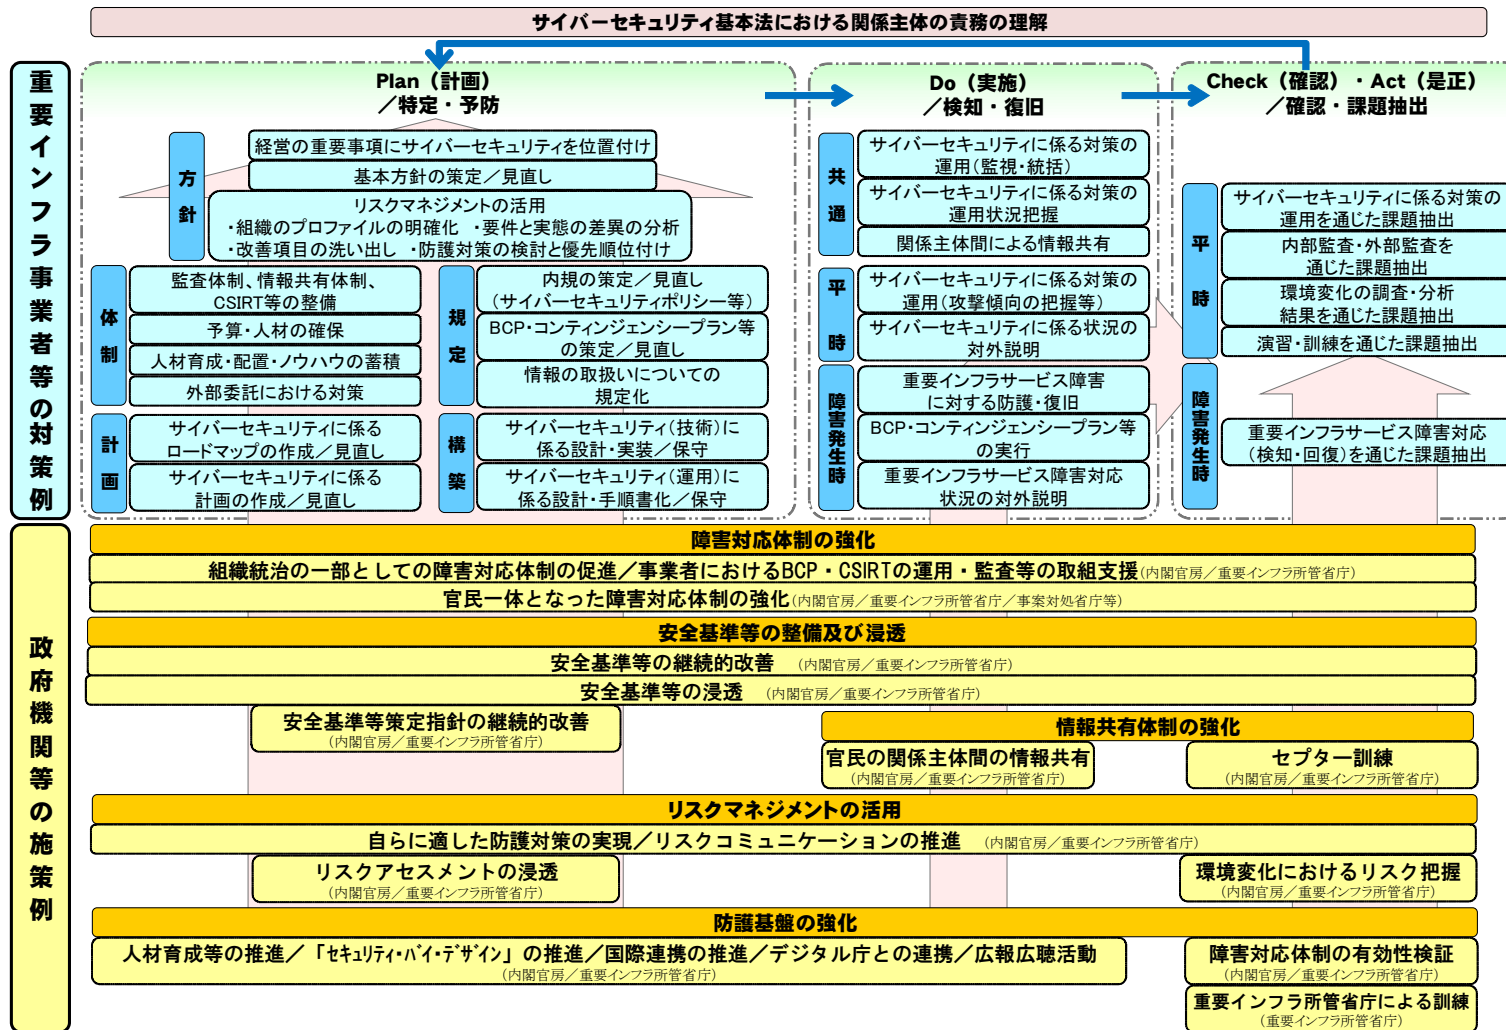 サイバーセキュリティ基本法における関係主体の責務の理解
重要インフラ事業者等の対策例
Plan（計画）
／特定・予防
方針
経営の重要事項にサイバーセキュリティを位置付け
基本方針の策定／見直し
リスクマネジメントの活用
・組織のプロファイルの明確化　・要件と実態の差異の分析
・改善項目の洗い出し　・防護対策の検討と優先順位付け
体制
監査体制、情報共有体制、
CSIRT等の整備
予算・人材の確保
人材育成・配置・ノウハウの蓄積
外部委託における対策
規定
内規の策定／見直し
（サイバーセキュリティポリシー等）
BCP・コンティンジェンシープラン等
の策定／見直し
情報の取扱いについての
規定化
計画
サイバーセキュリティに係る
ロードマップの作成／見直し
サイバーセキュリティに係る
計画の作成／見直し
構築
サイバーセキュリティ（技術）に
係る設計・実装／保守
サイバーセキュリティ（運用）に
係る設計・手順書化／保守
Do（実施）
／検知・復旧
共通
サイバーセキュリティに係る対策の
運用（監視・統括）
サイバーセキュリティに係る対策の
運用状況把握
関係主体間による情報共有
平時
サイバーセキュリティに係る対策の
運用（攻撃傾向の把握等）
サイバーセキュリティに係る状況の
対外説明
障害発生時
重要インフラサービス障害
に対する防護・復旧
BCP・コンティンジェンシープラン等
の実行
重要インフラサービス障害対応
状況の対外説明
Check（確認）・Act（是正）
／確認・課題抽出
平時
サイバーセキュリティに係る対策の
運用を通じた課題抽出
内部監査・外部監査を
通じた課題抽出
環境変化の調査・分析
結果を通じた課題抽出
演習・訓練を通じた課題抽出
障害発生時
重要インフラサービス障害対応
（検知・回復）を通じた課題抽出
政府機関等の施策例
障害対応体制の強化
組織統治の一部としての障害対応体制の促進／事業者におけるBCP・CSIRTの運用・監査等の取組支援（内閣官房／重要インフラ所管省庁）
官民一体となった障害対応体制の強化（内閣官房／重要インフラ所管省庁／事案対処省庁等）
安全基準等の整備及び浸透
安全基準等の継続的改善　（内閣官房／重要インフラ所管省庁）
安全基準等の浸透　（内閣官房／重要インフラ所管省庁）
安全基準等策定指針の継続的改善
（内閣官房／重要インフラ所管省庁）
情報共有体制の強化
官民の関係主体間の情報共有
（内閣官房／重要インフラ所管省庁）
セプター訓練
（内閣官房／重要インフラ所管省庁）
リスクマネジメントの活用
自らに適した防護対策の実現／リスクコミュニケーションの推進　（内閣官房／重要インフラ所管省庁）
リスクアセスメントの浸透
（内閣官房／重要インフラ所管省庁）
環境変化におけるリスク把握
（内閣官房／重要インフラ所管省庁）
防護基盤の強化
人材育成等の推進／「ｾｷｭﾘﾃｨ・ﾊﾞｲ・ﾃﾞｻﾞｲﾝ」の推進／国際連携の推進／デジタル庁との連携／広報広聴活動
（内閣官房／重要インフラ所管省庁）
障害対応体制の有効性検証
（内閣官房／重要インフラ所管省庁）
重要インフラ所管省庁による訓練
（重要インフラ所管省庁）